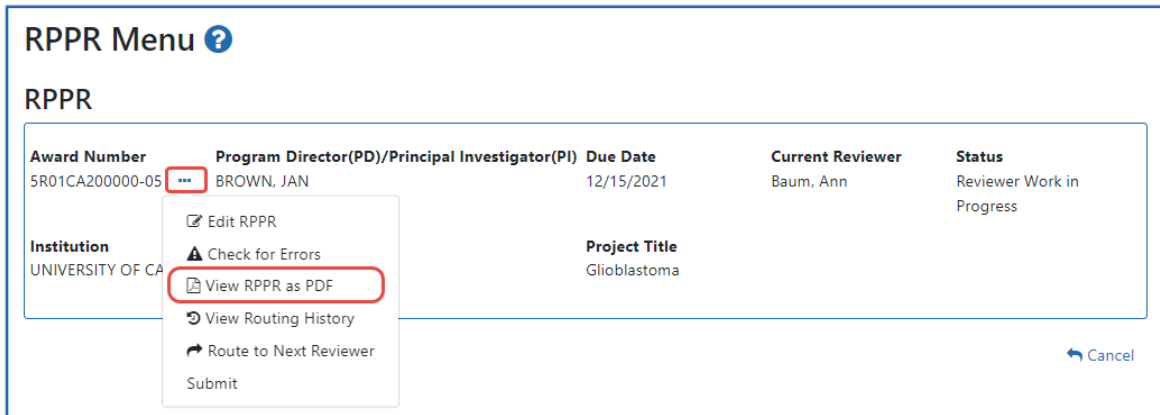 RPPR Menu ?
RPPR
Award Number Program Director(PD)/Principal Investigator(PI) Due Date Current Reviewer Status
5R01CA200000-05 ••• BROWN, JAN 12/15/2021 Baum, Ann Reviewer Work in
Progress
Edit RPPR
Institution Project Title
Check for Errors
UNIVERSITY OF CA Glioblastoma
View RPPR as PDF
View Routing History
Route to Next Reviewer
Cancel
Submit